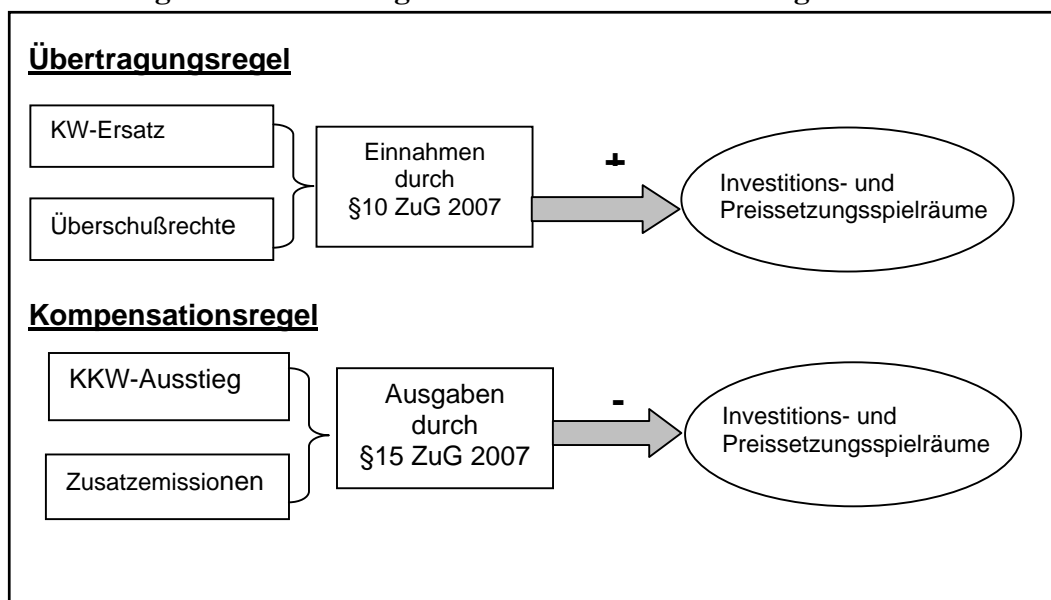 Übertragungsregel
KW-Ersatz
Überschußrechte
Einnahmen
durch
§10 ZuG 2007
+
Investitions- und
Preissetzungsspielräume
Kompensationsregel
KKW-Ausstieg
Zusatzemissionen
Ausgaben
durch
§15 ZuG 2007
-
Investitions- und
Preissetzungsspielräume